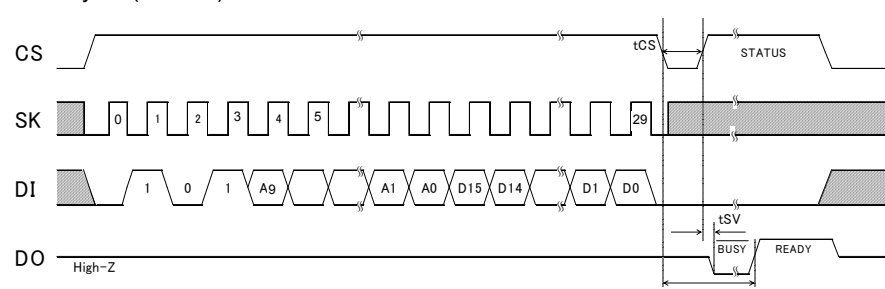 CS tCS STATUS
SK 0 1 2 3 4 5 29
DI 1 0 1 A9 A1 A0 D15 D14 D1 D0
tSV
DO High-Z BUSY READY